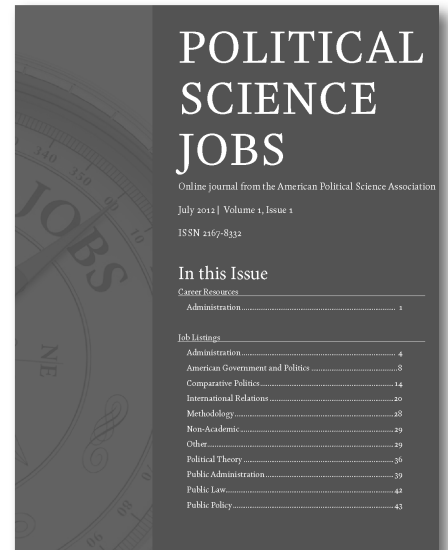 POLITICAL
SCIENCE
JOBS
Online journal from the American Political Science Association
July 2012 | Volume 1, Issue 1
ISSN 2167-8332
In this Issue
Career Resources
Administration 1
Job Listings
Administration 4
American Government and Politics 8
Comparative Politics 14
International Relations 20
Methodology 28
Non-Academic 29
Other 29
Political Theory 36
Public Administration 39
Public Law 42
Public Policy 43
JOBS
340
350
10
NE